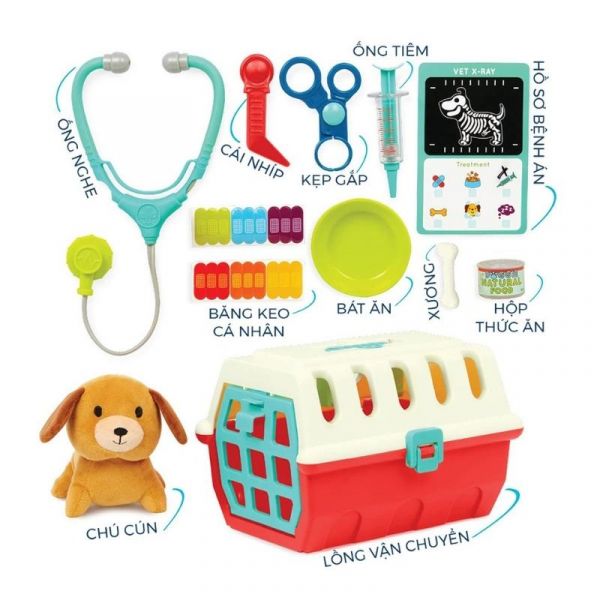 ỐNG NGHE
CÁI NHÍP
KẸP GẮP
ỐNG TIÊM
HỒ SƠ BỆNH ÁN
VET X-RAY
Treatment
BĂNG KEO
CÁ NHÂN
BÁT ĂN
XƯƠNG
HỘP
THỨC ĂN
NATURAL
FOOD
CHÚ CÚN
LỒNG VẬN CHUYỂN